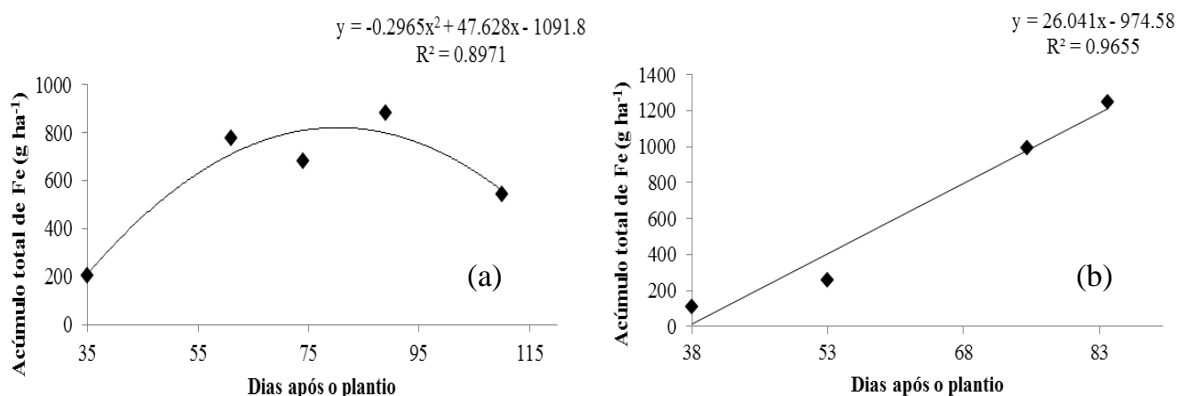 y = -0.2965x² + 47.628x - 1091.8
R² = 0.8971
Acúmulo total de Fe (g ha⁻¹)
1000
800
600
400
200
0
35 55 75 95 115
Dias após o plantio
(a)
y = 26.041x - 974.58
R² = 0.9655
Acúmulo total de Fe (g ha⁻¹)
1400
1200
1000
800
600
400
200
0
38 53 68 83
Dias após o plantio
(b)